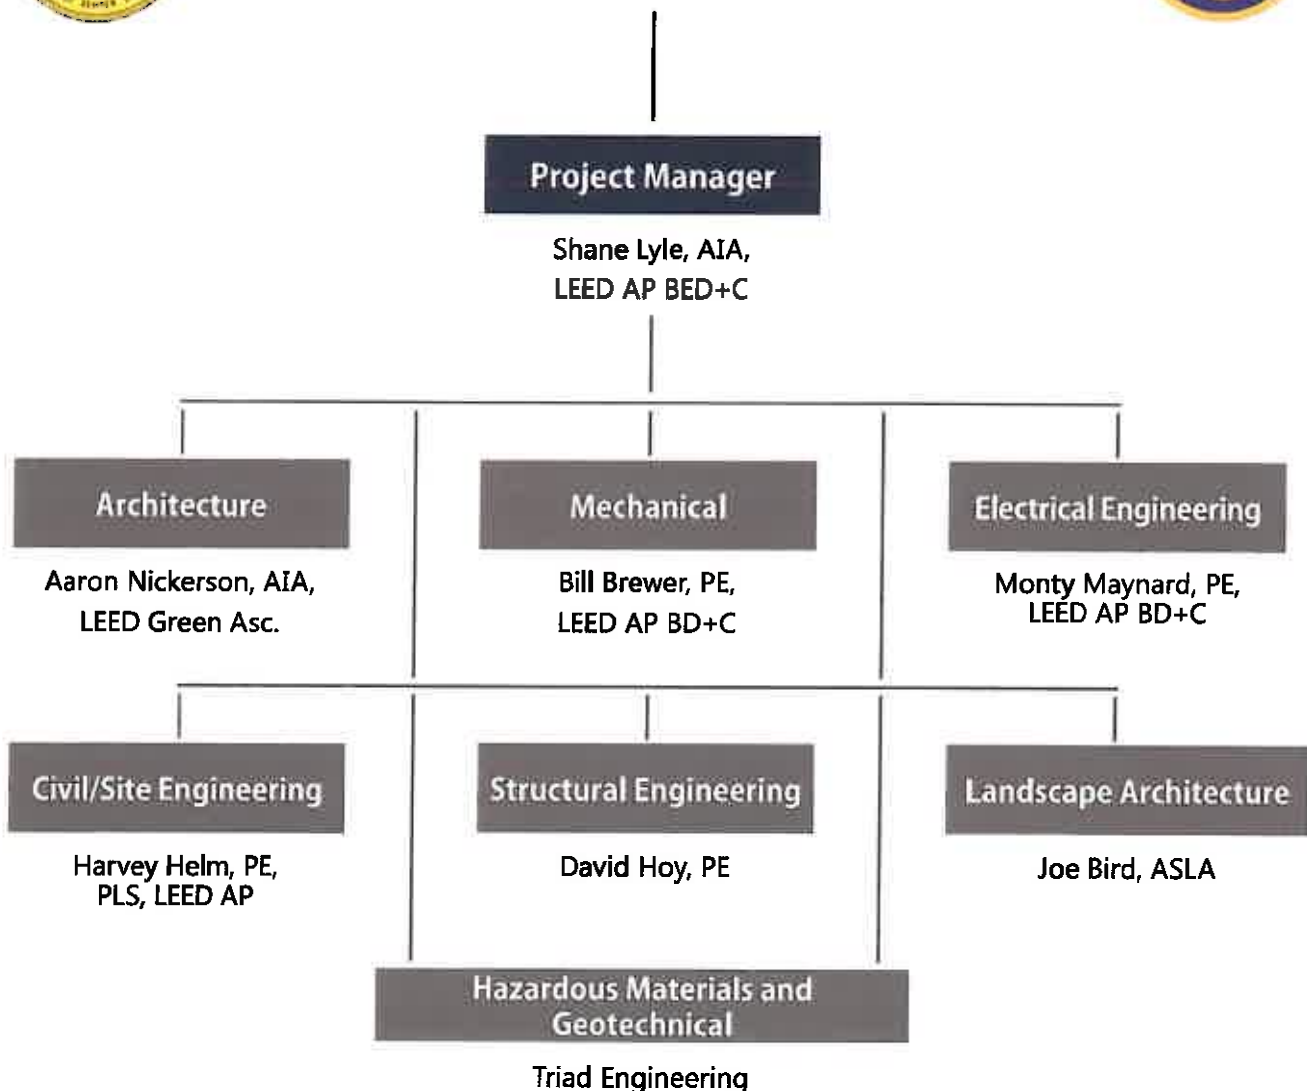 Project Manager
Shane Lyle, AIA,
LEED AP BED+C
Architecture
Mechanical
Electrical Engineering
Aaron Nickerson, AIA,
LEED Green Asc.
Bill Brewer, PE,
LEED AP BD+C
Monty Maynard, PE,
LEED AP BD+C
Civil/Site Engineering
Structural Engineering
Landscape Architecture
Harvey Helm, PE,
PLS, LEED AP
David Hoy, PE
Joe Bird, ASLA
Hazardous Materials and
Geotechnical
Triad Engineering